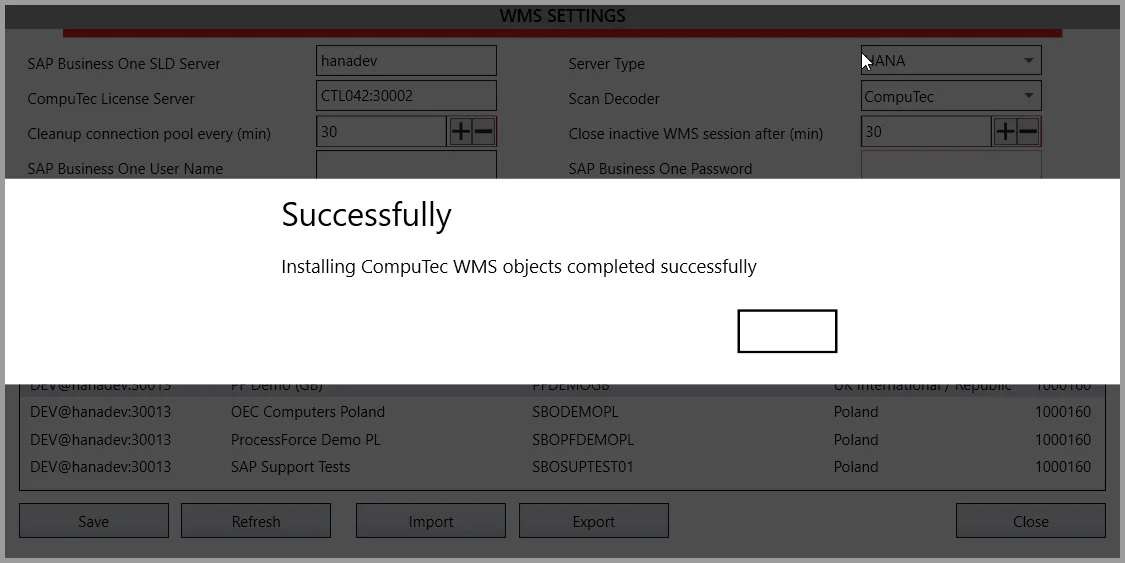 WMS SETTINGS
SAP Business One SLD Server hanadev Server Type HANA
CompuTec License Server CTL042:30002 Scan Decoder CompuTec
Cleanup connection pool every (min) 30 Close inactive WMS session after (min) 30
SAP Business One User Name SAP Business One Password
Successfully
Installing CompuTec WMS objects completed successfully
DEV@hanadev:30013 PF Demo (GB) PFDEMOGB UK International / Republic 1000160
DEV@hanadev:30013 OEC Computers Poland SBODEMOPL Poland 1000160
DEV@hanadev:30013 ProcessForce Demo PL SBOPFDEMOPL Poland 1000160
DEV@hanadev:30013 SAP Support Tests SBOSUPTEST01 Poland 1000160
Save Refresh Import Export Close